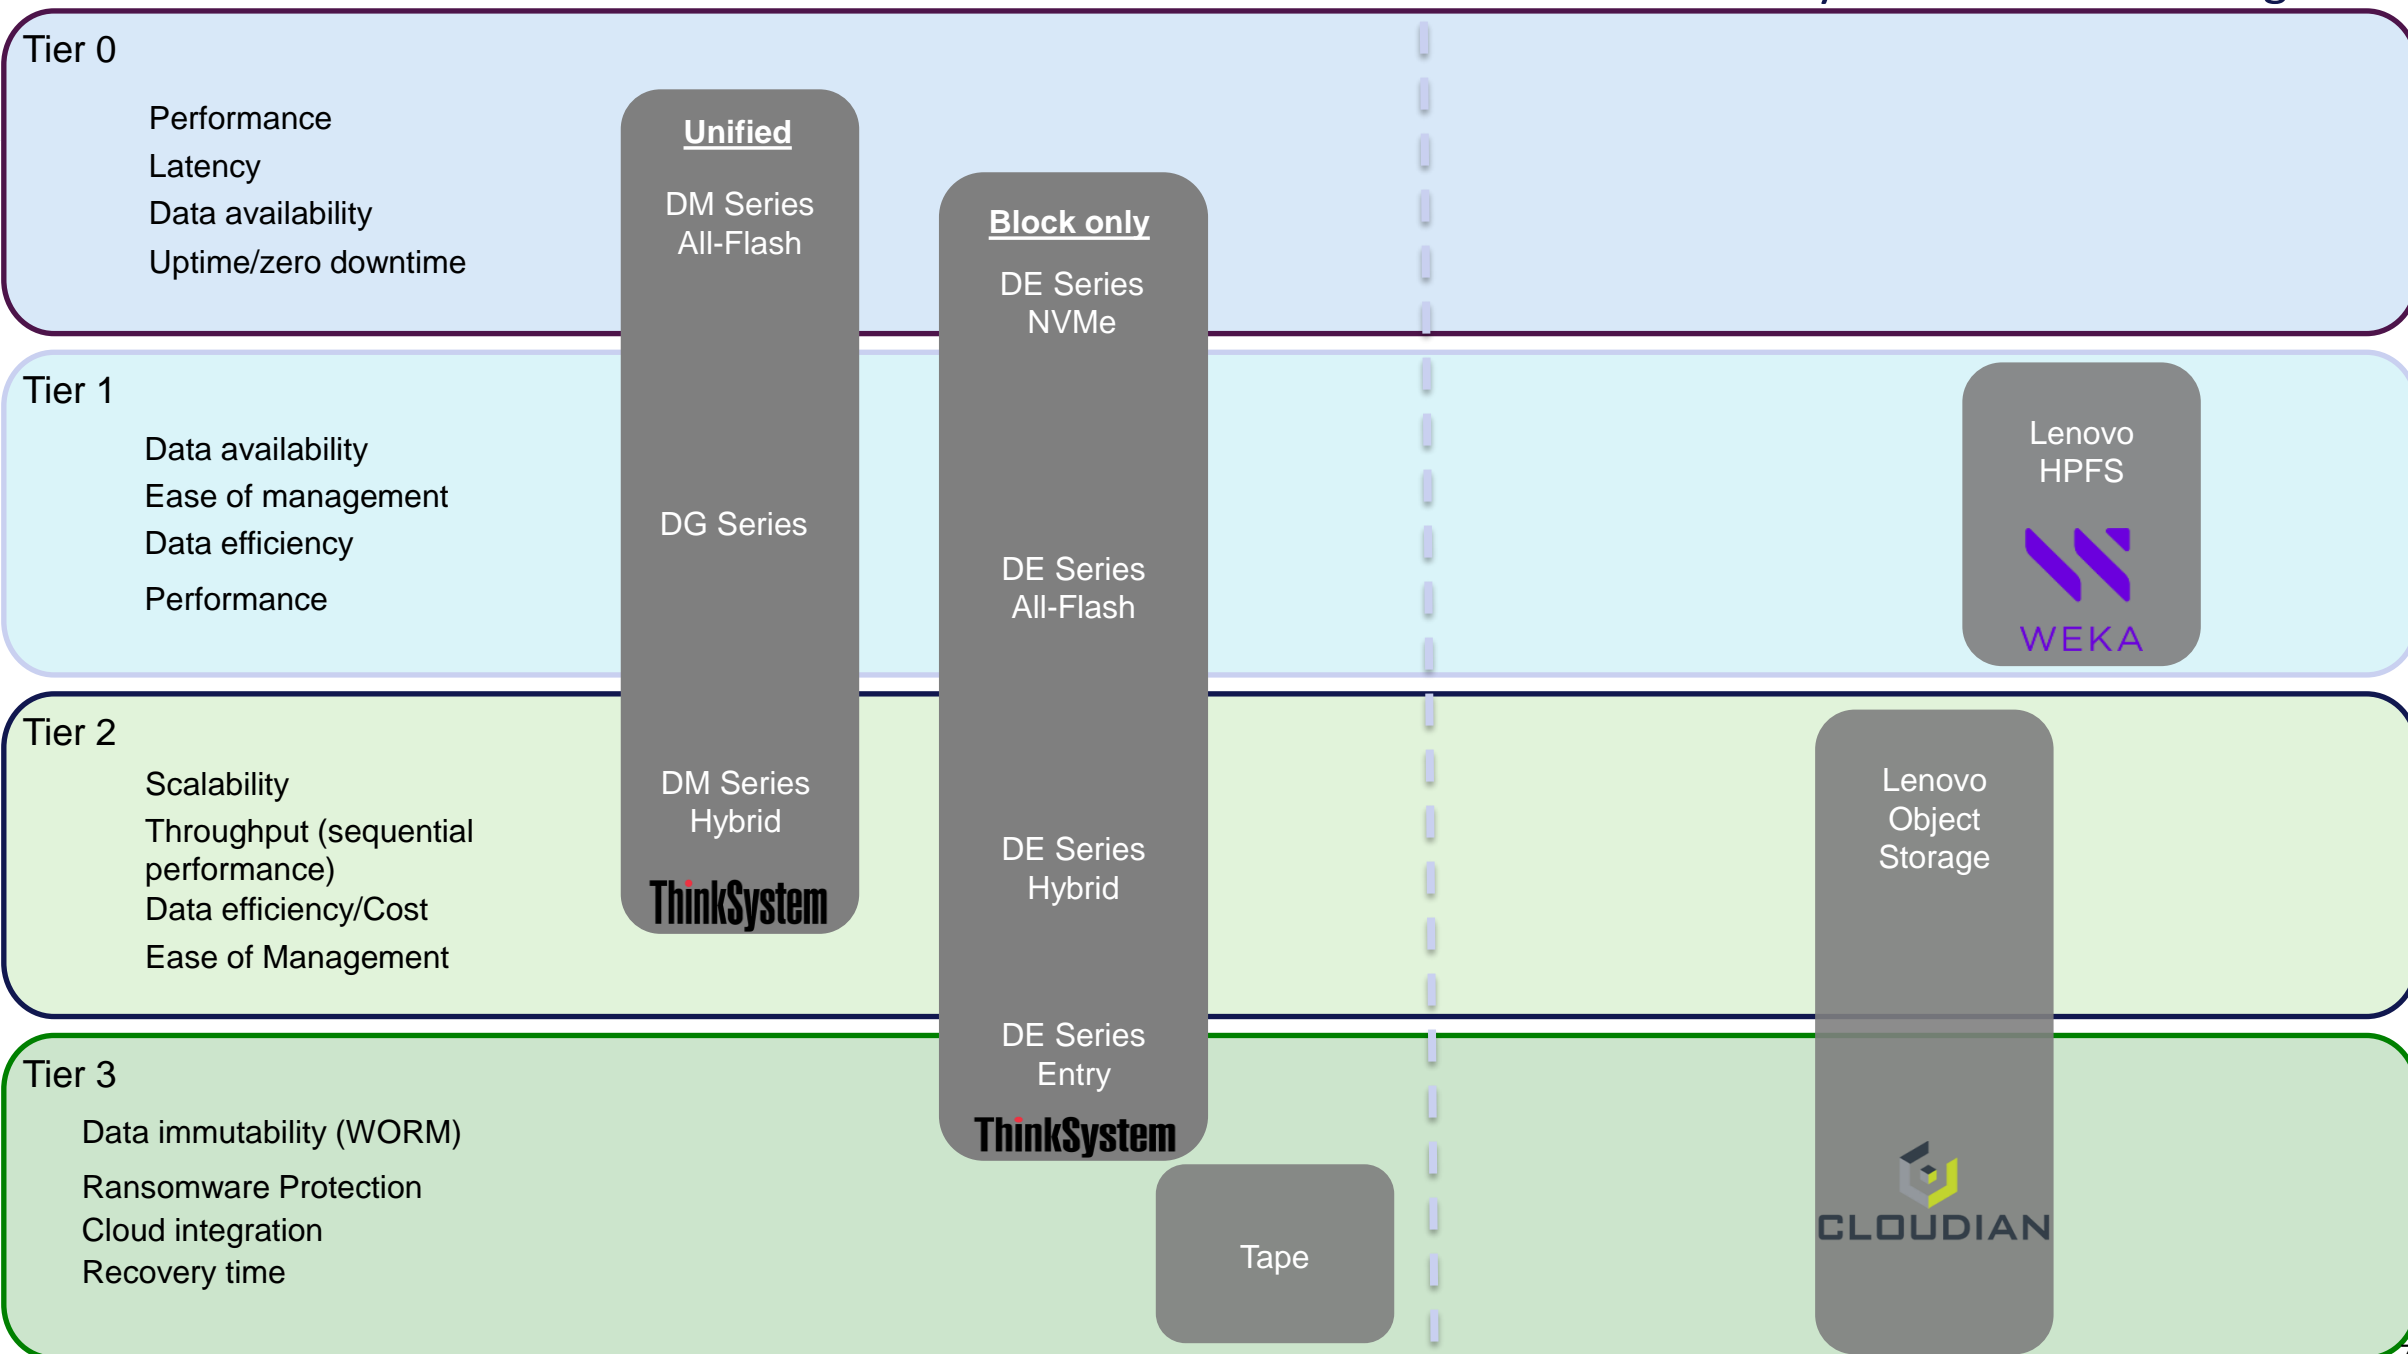 Tier 0
Performance
Latency
Data availability
Uptime/zero downtime
Unified
DM Series
All-Flash
Block only
DE Series
NVMe
Tier 1
Data availability
Ease of management
Data efficiency
Performance
DG Series
DE Series
All-Flash
Lenovo
HPFS
WEKA
Tier 2
Scalability
Throughput (sequential
performance)
Data efficiency/Cost
Ease of Management
DM Series
Hybrid
ThinkSystem
DE Series
Hybrid
Lenovo
Object
Storage
Tier 3
Data immutability (WORM)
Ransomware Protection
Cloud integration
Recovery time
DE Series
Entry
ThinkSystem
Tape
CLOUDIAN